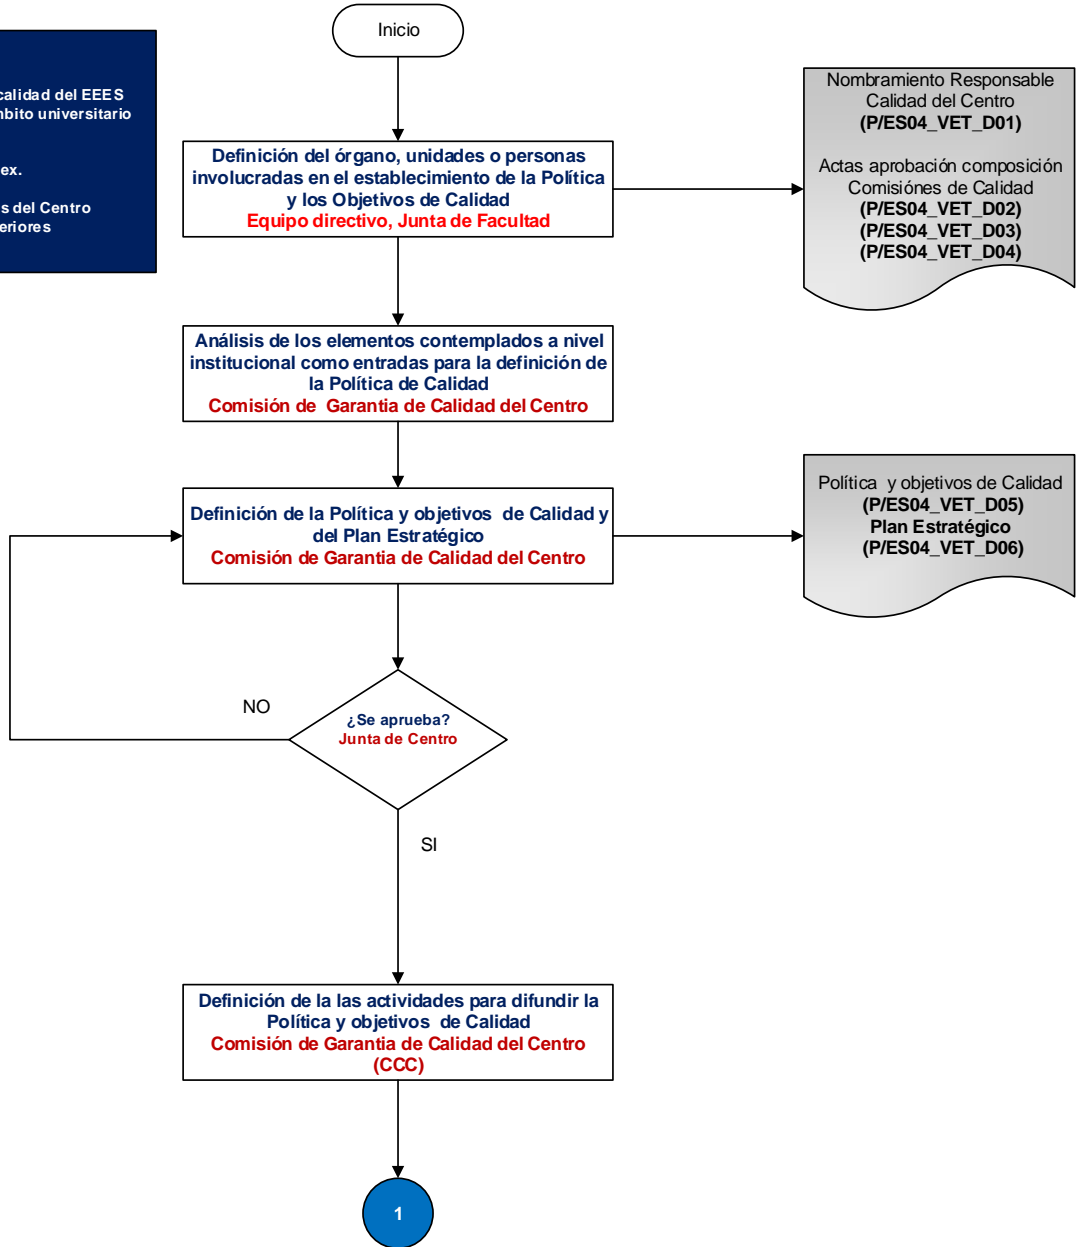 Inicio
calidad del EEES
universitario
ex.
del Centro
Definición del órgano, unidades o personas
involucradas en el establecimiento de la Política
y los Objetivos de Calidad
Equipo directivo, Junta de Facultad
Nombramiento Responsable
Calidad del Centro
(P/ES04_VET_D01)
Actas aprobación composición
Comisiónes de Calidad
(P/ES04_VET_D02)
(P/ES04_VET_D03)
(P/ES04_VET_D04)
Análisis de los elementos contemplados a nivel
institucional como entradas para la definición de
la Política de Calidad
Comisión de Garantia de Calidad del Centro
Definición de la Política y objetivos de Calidad y
del Plan Estratégico
Comisión de Garantia de Calidad del Centro
Política y objetivos de Calidad
(P/ES04_VET_D05)
Plan Estratégico
(P/ES04_VET_D06)
NO
¿Se aprueba?
Junta de Centro
SI
Definición de la las actividades para difundir la
Política y objetivos de Calidad
Comisión de Garantia de Calidad del Centro
(CCC)
1